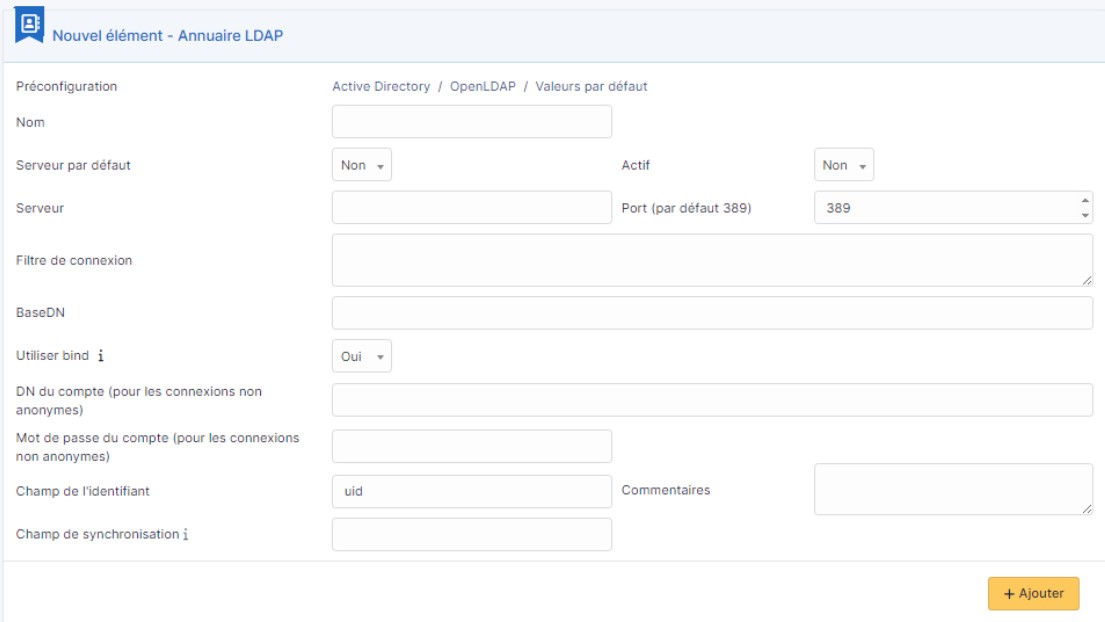 Nouvel élément - Annuaire LDAP
Préconfiguration Active Directory / OpenLDAP / Valeurs par défaut
Nom
Serveur par défaut Non Actif Non
Serveur Port (par défaut 389) 389
Filtre de connexion
BaseDN
Utiliser bind i Oui
DN du compte (pour les connexions non
anonymes)
Mot de passe du compte (pour les connexions
non anonymes)
Champ de l'identifiant uid Commentaires
Champ de synchronisation i
+ Ajouter